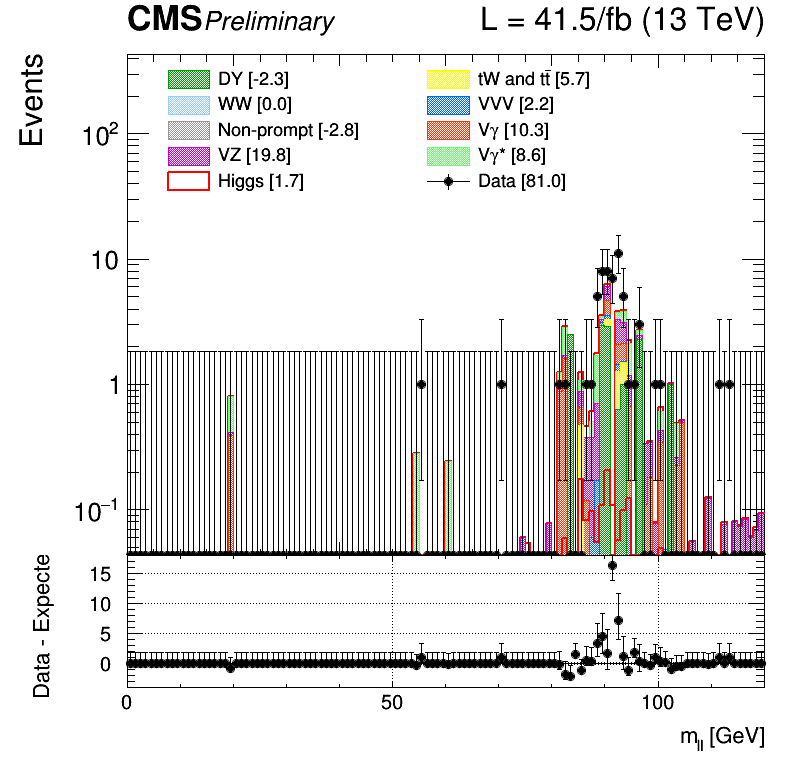 CMS Preliminary L = 41.5/fb (13 TeV)
Events
DY [-2.3]
WW [0.0]
Non-prompt [-2.8]
VZ [19.8]
Higgs [1.7]
tW and tt̄ [5.7]
VVV [2.2]
Vγ [10.3]
Vγ* [8.6]
Data [81.0]
10²
10
1
10⁻¹
Data - Expecte
15
10
5
0
0 50 100
m_ll [GeV]